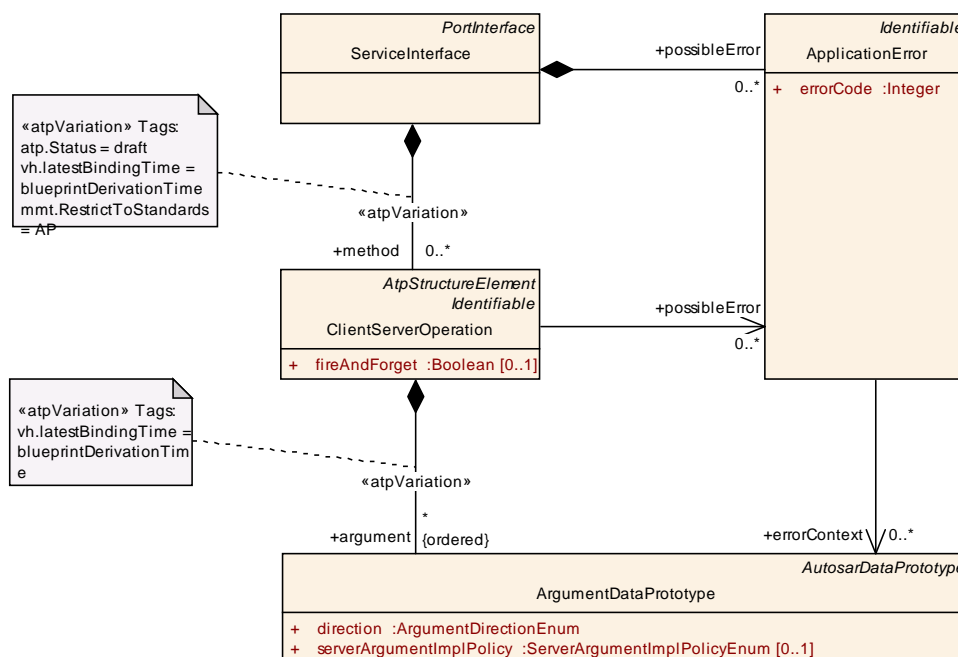 PortInterface
ServiceInterface
Identifiable
ApplicationError
+ errorCode :Integer
+possibleError
0..*
«atpVariation» Tags:
atp.Status = draft
vh.latestBindingTime =
blueprintDerivationTime
mmt.RestrictToStandards
= AP
«atpVariation»
+method 0..*
AtpStructureElement
Identifiable
ClientServerOperation
+ fireAndForget :Boolean [0..1]
+possibleError
0..*
«atpVariation» Tags:
vh.latestBindingTime =
blueprintDerivationTim
e
«atpVariation»
*
+argument {ordered}
+errorContext 0..*
AutosarDataPrototype
ArgumentDataPrototype
+ direction :ArgumentDirectionEnum
+ serverArgumentImplPolicy :ServerArgumentImplPolicyEnum [0..1]